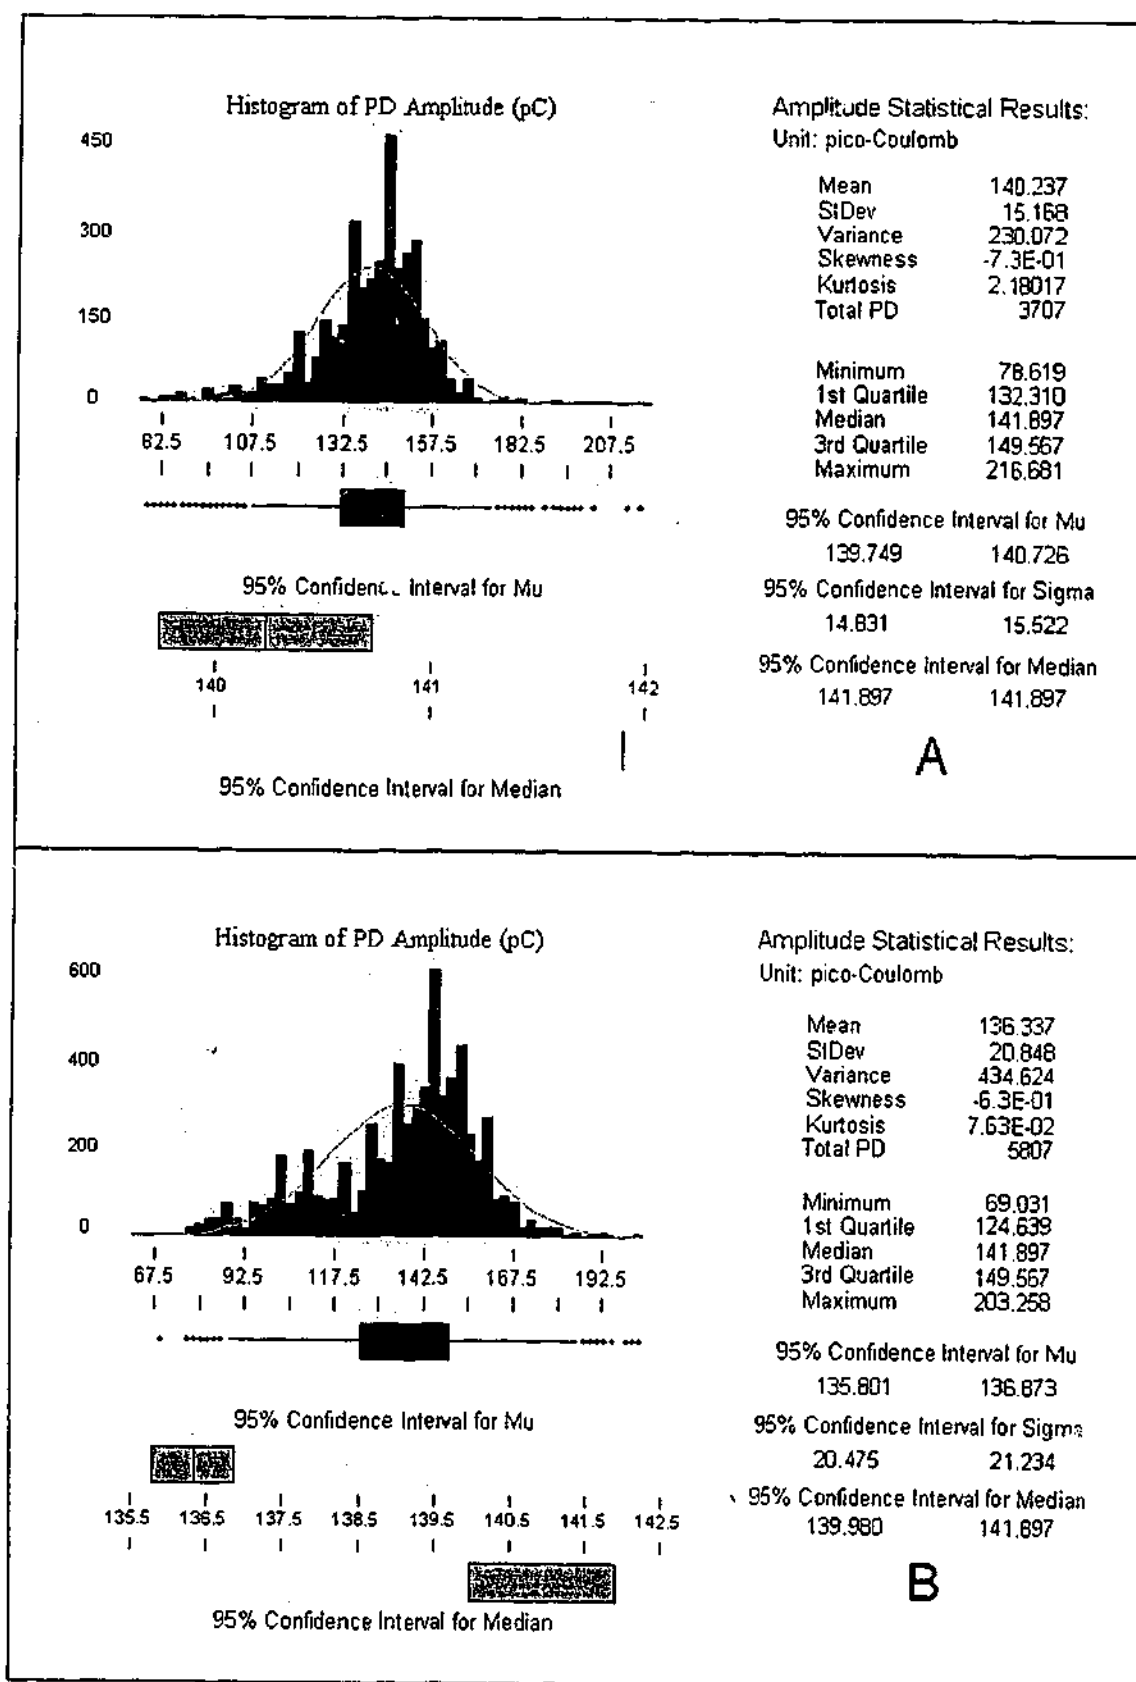 Histogram of PD Amplitude (pC)
450
300
150
0
82.5 107.5 132.5 157.5 182.5 207.5
95% Confidence Interval for Mu
140 141 142
95% Confidence Interval for Median
Amplitude Statistical Results:
Unit: pico-Coulomb
Mean 140.237
StDev 15.168
Variance 230.072
Skewness -7.3E-01
Kurtosis 2.18017
Total PD 3707
Minimum 78.619
1st Quartile 132.310
Median 141.897
3rd Quartile 149.567
Maximum 216.681
95% Confidence Interval for Mu
139.749 140.726
95% Confidence Interval for Sigma
14.831 15.522
95% Confidence Interval for Median
141.897 141.897
A
Histogram of PD Amplitude (pC)
600
400
200
0
67.5 92.5 117.5 142.5 167.5 192.5
95% Confidence Interval for Mu
135.5 136.5 137.5 138.5 139.5 140.5 141.5 142.5
95% Confidence Interval for Median
Amplitude Statistical Results:
Unit: pico-Coulomb
Mean 136.337
StDev 20.848
Variance 434.624
Skewness -6.3E-01
Kurtosis 7.63E-02
Total PD 5807
Minimum 69.031
1st Quartile 124.639
Median 141.897
3rd Quartile 149.567
Maximum 203.258
95% Confidence Interval for Mu
135.801 136.873
95% Confidence Interval for Sigma
20.475 21.234
95% Confidence Interval for Median
139.980 141.897
B